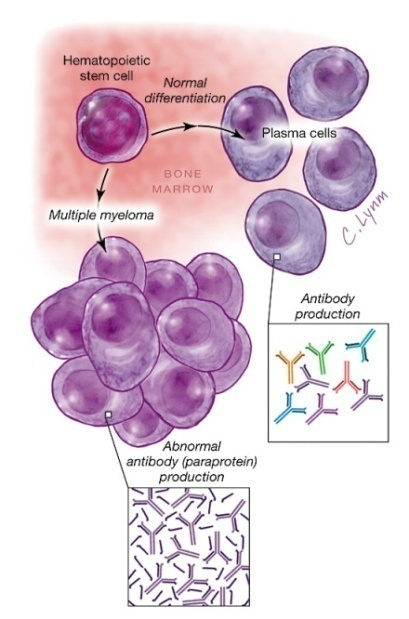 Hematopoietic
stem cell
Normal
differentiation
Plasma cells
BONE
MARROW
Multiple myeloma
C. Lynm
Antibody
production
Abnormal
antibody (paraprotein)
production